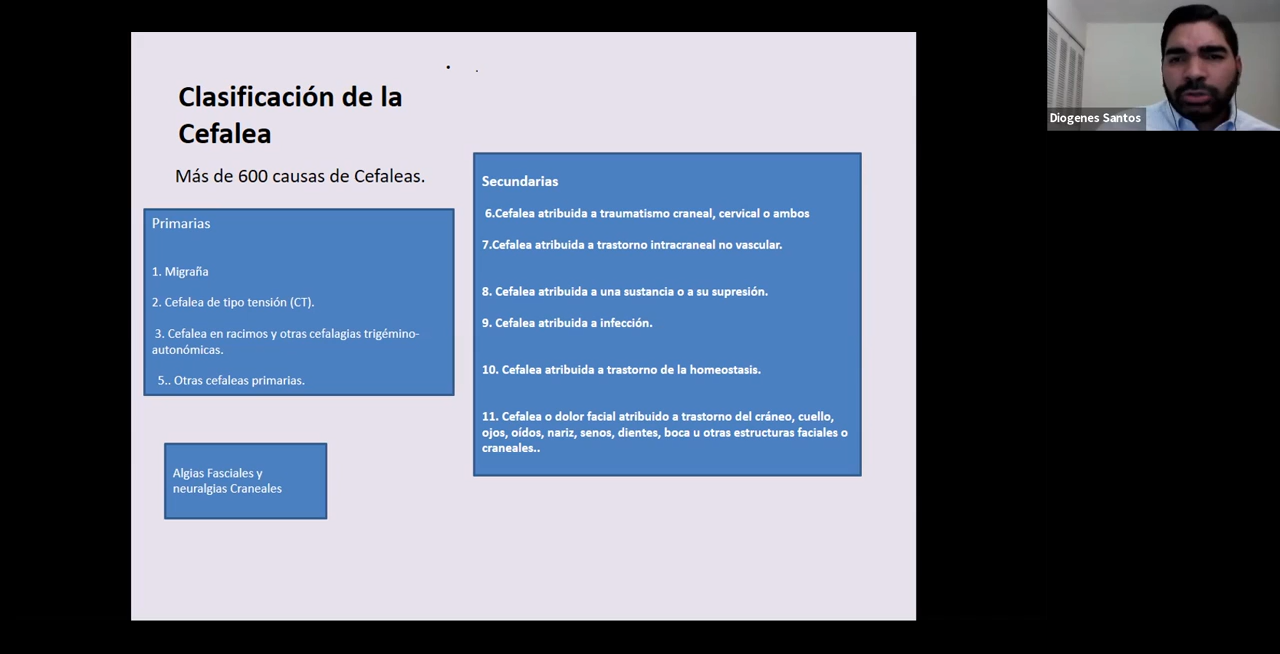 Clasificación de la
Cefalea
Más de 600 causas de Cefaleas.
Primarias
1. Migraña
2. Cefalea de tipo tensión (CT).
3. Cefalea en racimos y otras cefalagias trigémino-
autonómicas.
5.. Otras cefaleas primarias.
Algias Fasciales y
neuralgias Craneales
Secundarias
6.Cefalea atribuida a traumatismo craneal, cervical o ambos
7.Cefalea atribuida a trastorno intracraneal no vascular.
8. Cefalea atribuida a una sustancia o a su supresión.
9. Cefalea atribuida a infección.
10. Cefalea atribuida a trastorno de la homeostasis.
11. Cefalea o dolor facial atribuido a trastorno del cráneo, cuello,
ojos, oídos, nariz, senos, dientes, boca u otras estructuras faciales o
craneales..
Diogenes Santos